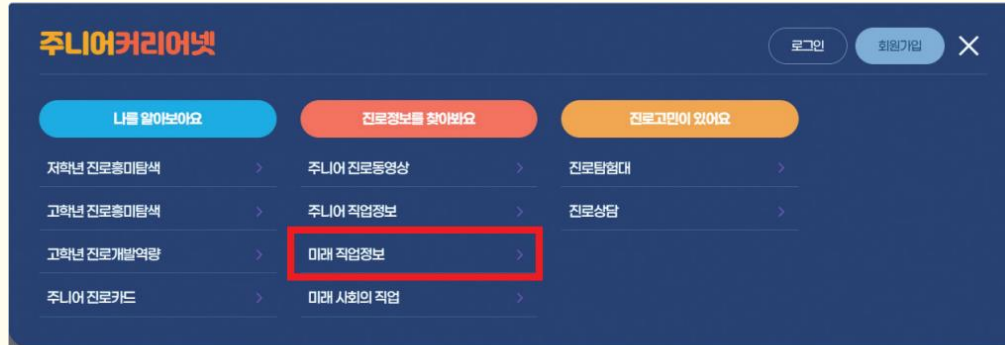 주니어커리어넷
로그인
회원가입
나를 알아보아요
저학년 진로흥미탐색
고학년 진로흥미탐색
고학년 진로개발역량
주니어 진로카드
진로정보를 찾아봐요
주니어 진로동영상
주니어 직업정보
미래 직업정보
미래 사회의 직업
진로고민이 있어요
진로탐험대
진로상담